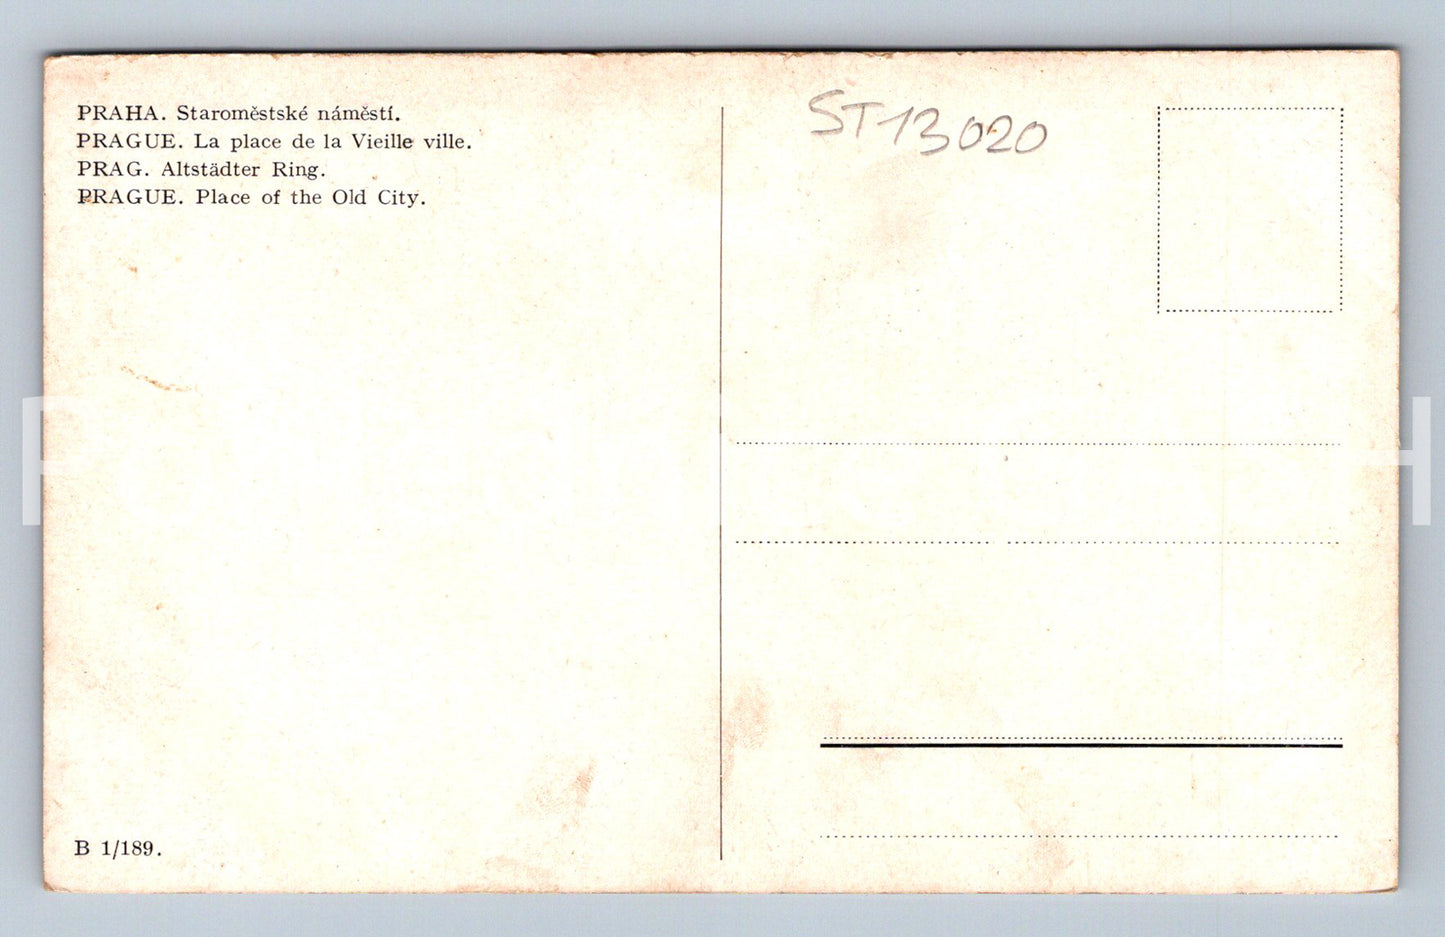 PRAHA. Staroměstské náměstí.
PRAGUE. La place de la Vieille ville.
PRAG. Altstädter Ring.
PRAGUE. Place of the Old City.
ST13020
B 1/189.